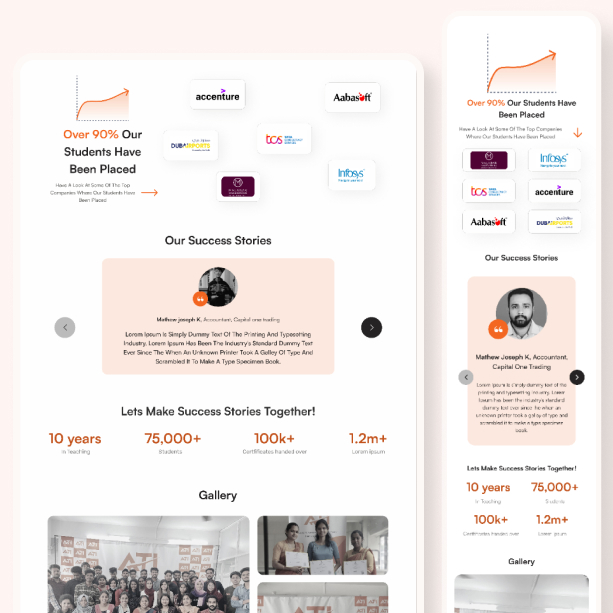 Over 90% Our
Students Have
Been Placed
Have A Look At Some Of The Top
Companies Where Our Students Have
Been Placed
accenture
Aabasoft
tcs
Infosys
Our Success Stories
Mathew joseph K, Accountant, Capital one trading
Lorem Ipsum Is Simply Dummy Text Of The Printing And Typesetting
Industry. Lorem Ipsum Has Been The Industry's Standard Dummy Text
Ever Since The When An Unknown Printer Took A Galley Of Type And
Scrambled It To Make A Type Specimen Book.
Lets Make Success Stories Together!
10 years
In Teaching
75,000+
Students
100k+
Certificates handed over
1.2m+
Lorem ipsum
Gallery
ATI
Over 90% Our Students Have
Been Placed
Have A Look At Some Of The Top Companies
Where Our Students Have Been Placed
Infosys
tcs
accenture
Aabasoft
Our Success Stories
Mathew Joseph K, Accountant,
Capital One Trading
Lorem Ipsum is simply dummy text of the
printing and typesetting industry. Lorem
Ipsum has been the industry's standard
dummy text ever since the when an
unknown printer took a galley of type and
scrambled it to make a type specimen
book.
Lets Make Success Stories Together!
10 years
In Teaching
75,000+
Students
100k+
Certificates handed over
1.2m+
Lorem ipsum
Gallery